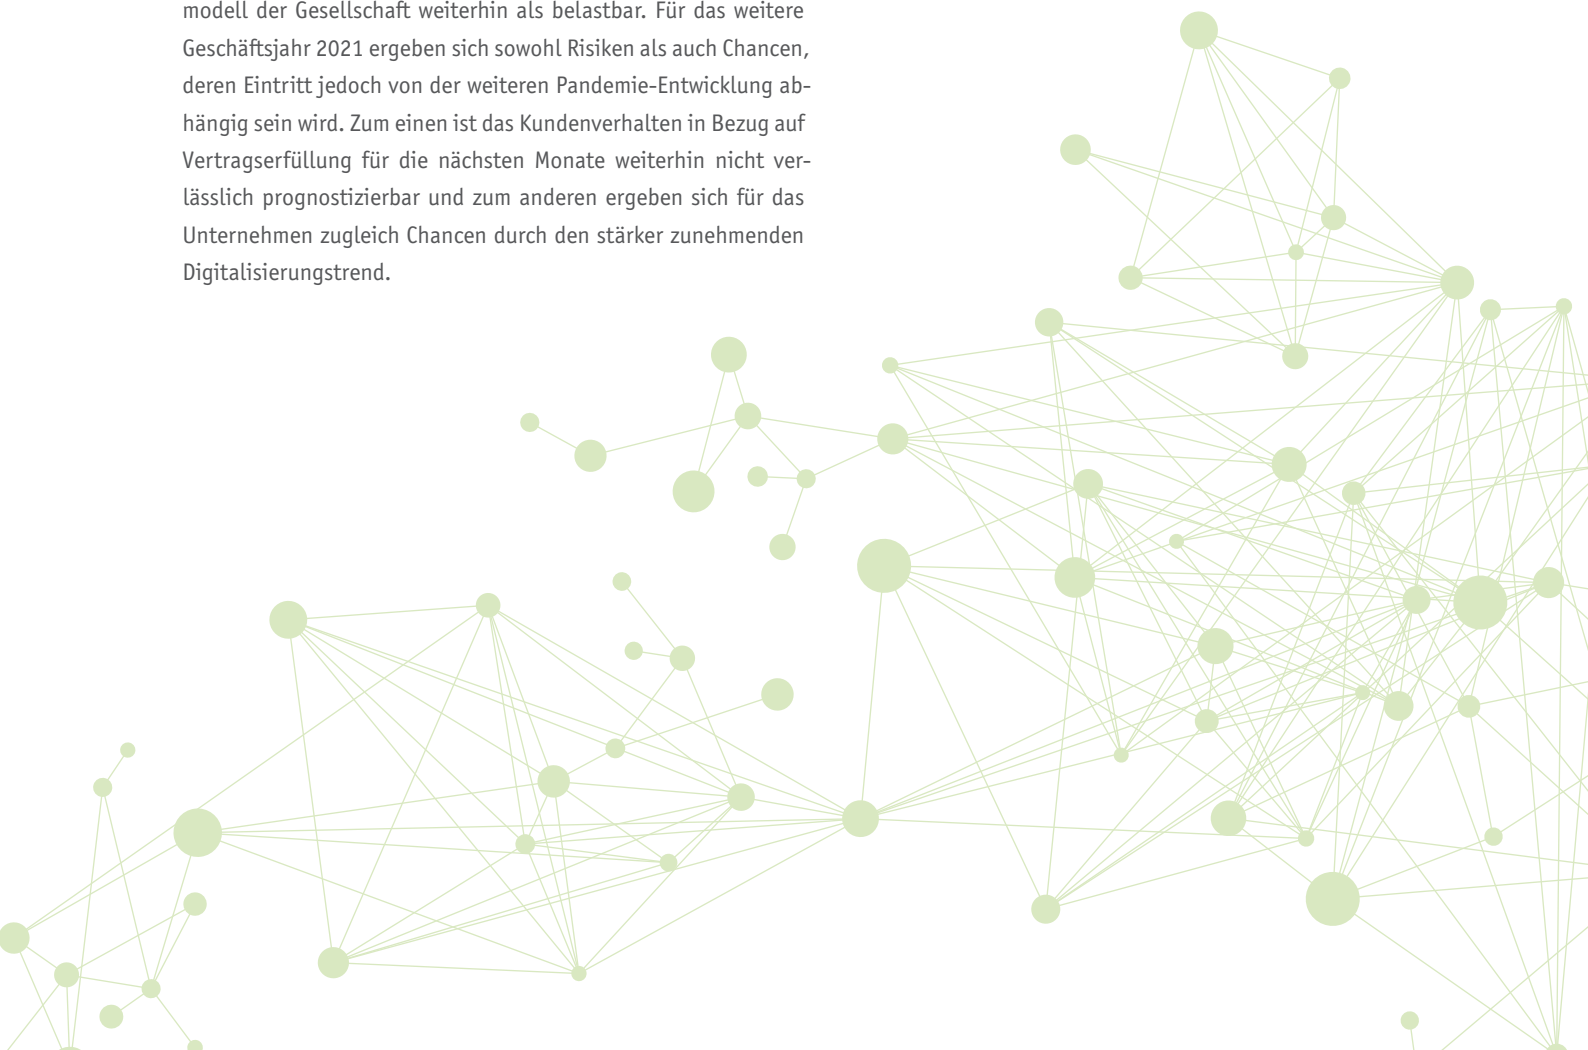 modell der Gesellschaft weiterhin als belastbar. Für das weitere
Geschäftsjahr 2021 ergeben sich sowohl Risiken als auch Chancen,
deren Eintritt jedoch von der weiteren Pandemie-Entwicklung ab-
hängig sein wird. Zum einen ist das Kundenverhalten in Bezug auf
Vertragserfüllung für die nächsten Monate weiterhin nicht ver-
lässlich prognostizierbar und zum anderen ergeben sich für das
Unternehmen zugleich Chancen durch den stärker zunehmenden
Digitalisierungstrend.